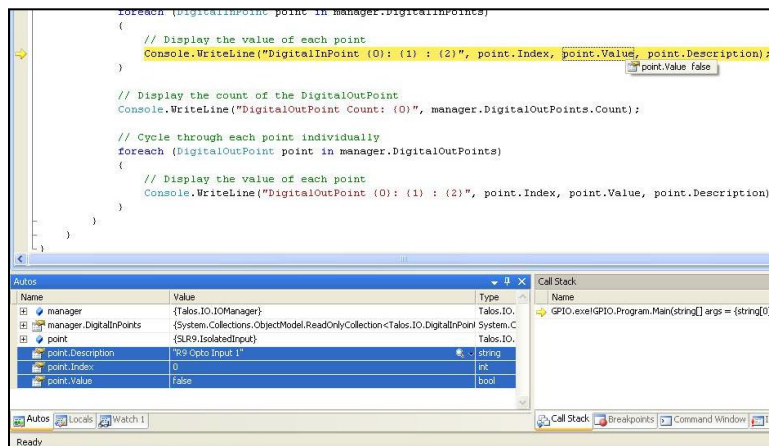 foreach (DigitalInPoint point in manager.DigitalInPoints)
{
// Display the value of each point
Console.WriteLine("DigitalInPoint {0}: {1} : {2}", point.Index, point.Value, point.Description);
point.Value false
}
// Display the count of the DigitalOutPoint
Console.WriteLine("DigitalOutPoint Count: {0}", manager.DigitalOutPoints.Count);
// Cycle through each point individually
foreach (DigitalOutPoint point in manager.DigitalOutPoints)
{
// Display the value of each point
Console.WriteLine("DigitalOutPoint {0}: {1} : {2}", point.Index, point.Value, point.Description)
}
}
}
}
Autos
Name Value Type
manager {Talos.IO.IOManager} Talos.IO.
manager.DigitalInPoints {System.Collections.ObjectModel.ReadOnlyCollection<Talos.IO.DigitalInPoint System.C
point {SLR9.IsolatedInput} Talos.IO.
point.Description "R9 Opto Input 1" string
point.Index 0 int
point.Value false bool
Autos Locals Watch 1
Call Stack
Name
GPIO.exe!GPIO.Program.Main(string[] args = {string[0]
Call Stack Breakpoints Command Window
Ready